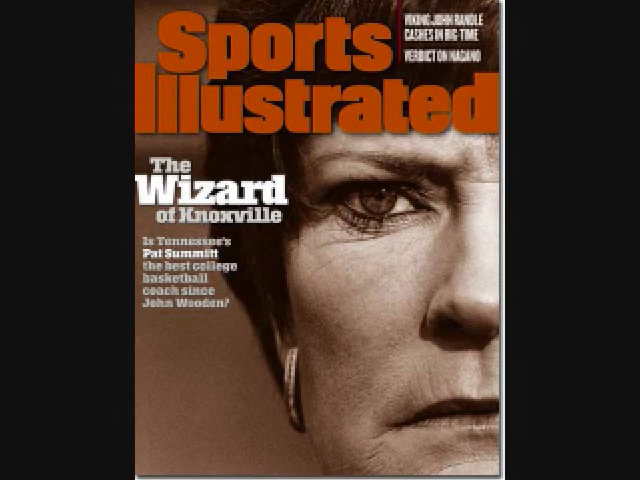 Sports
Illustrated
VIKING JOHN RANDLE
CASHES IN BIG-TIME
VERDICT ON NAGANO
The
Wizard
of Knoxville
Is Tennessee's
Pat Summitt
the best college
basketball
coach since
John Wooden?